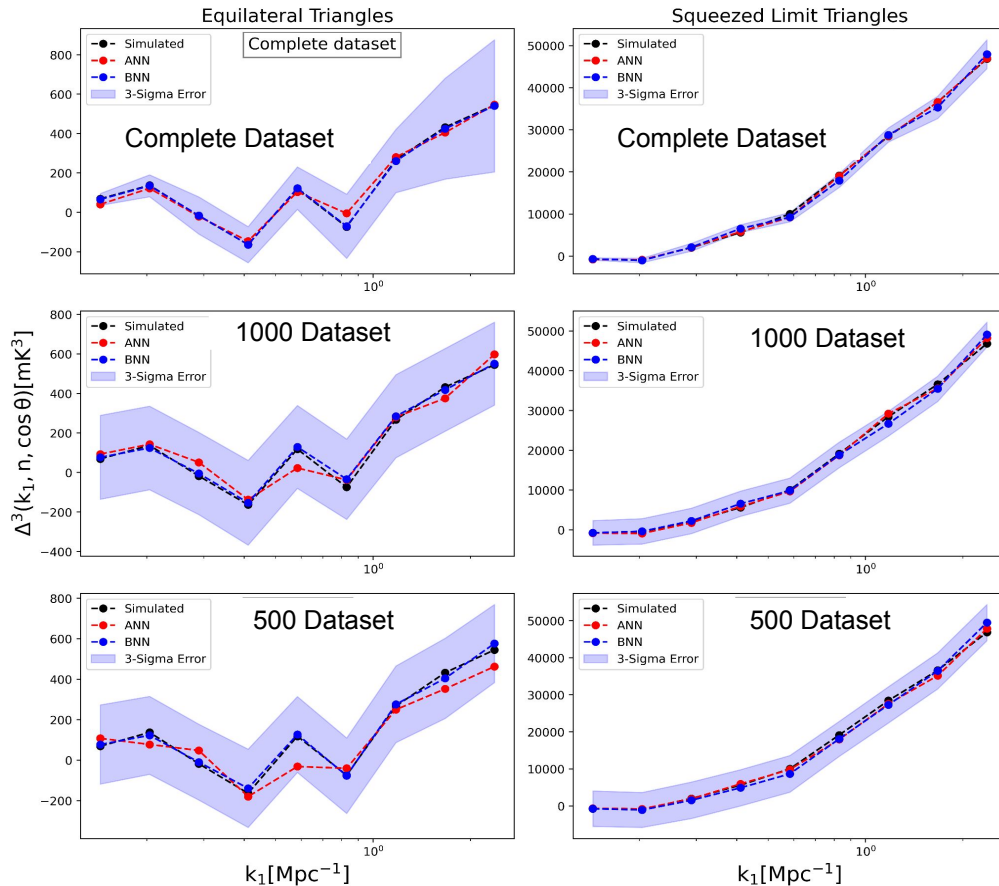 Equilateral Triangles
Squeezed Limit Triangles
Simulated
ANN
BNN
3-Sigma Error
Complete dataset
Complete Dataset
800
600
400
200
0
−200
10⁰
Simulated
ANN
BNN
3-Sigma Error
Complete Dataset
50000
40000
30000
20000
10000
0
10⁰
Δ³(k₁, n, cos θ)[mK³]
Simulated
ANN
BNN
3-Sigma Error
1000 Dataset
800
600
400
200
0
−200
−400
10⁰
Simulated
ANN
BNN
3-Sigma Error
1000 Dataset
50000
40000
30000
20000
10000
0
10⁰
Simulated
ANN
BNN
3-Sigma Error
500 Dataset
800
600
400
200
0
−200
10⁰
k₁[Mpc⁻¹]
Simulated
ANN
BNN
3-Sigma Error
500 Dataset
50000
40000
30000
20000
10000
0
10⁰
k₁[Mpc⁻¹]